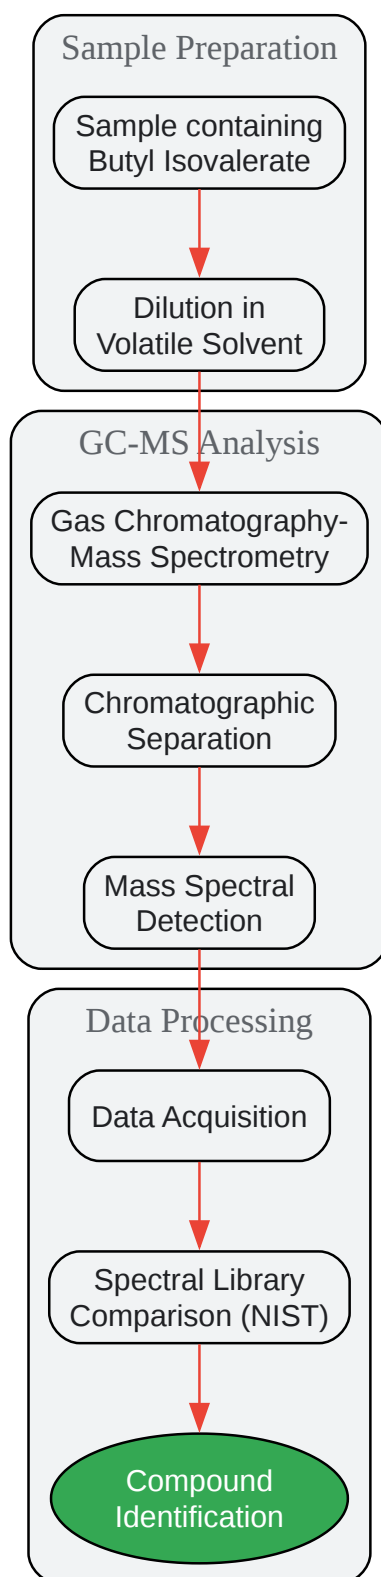 Sample Preparation
Sample containing
Butyl Isovalerate
Dilution in
Volatile Solvent
GC-MS Analysis
Gas Chromatography-
Mass Spectrometry
Chromatographic
Separation
Mass Spectral
Detection
Data Processing
Data Acquisition
Spectral Library
Comparison (NIST)
Compound
Identification